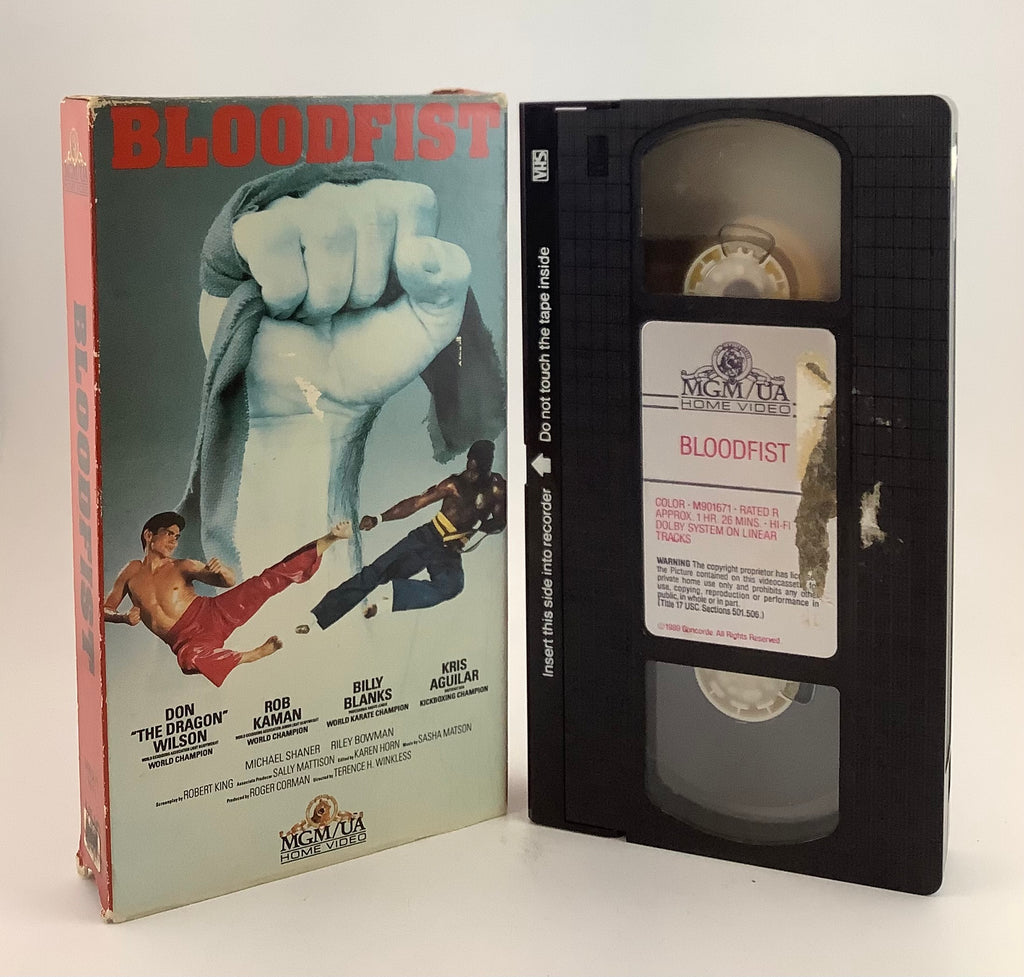 BLOODFIST
BLOODFIST
DON
"THE DRAGON"
WILSON
WORLD CHAMPION
ROB
KAMAN
WORLD CHAMPION
BILLY
BLANKS
WORLD KARATE CHAMPION
KRIS
AGUILAR
KICKBOXING CHAMPION
MICHAEL SHANER RILEY BOWMAN
Screenplay by ROBERT KING Associate Producer SALLY MATTISON Edited by KAREN HORN Music by SASHA MATSON
Produced by ROGER CORMAN Directed by TERENCE H. WINKLESS
MGM/UA
HOME VIDEO
VHS
Insert this side into recorder Do not touch the tape inside
MGM/UA
HOME VIDEO
BLOODFIST
COLOR - M901671 - RATED R
APPROX. 1 HR. 26 MINS. - HI-FI
DOLBY SYSTEM ON LINEAR
TRACKS
WARNING The copyright proprietor has
the Picture contained on this videocassette
private home use only and prohibits any
use, copying, reproduction or performance in
public, in whole or in part.
(Title 17 USC. Sections 501.506.)
©1989 Concorde. All Rights Reserved